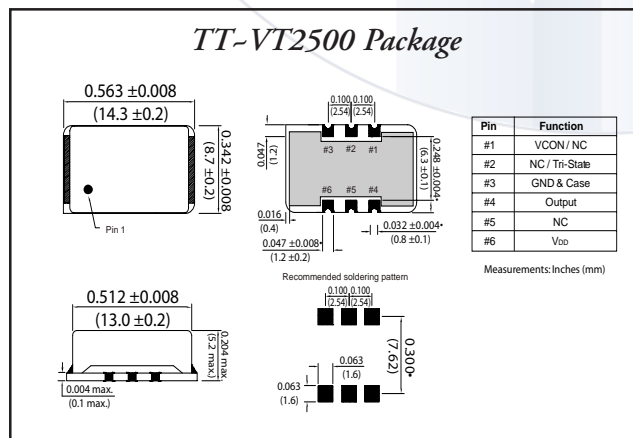 TT~VT2500 Package
0.563 ±0.008
(14.3 ±0.2)
0.342 ±0.008
(8.7 ±0.2)
Pin 1
0.100 0.100
(2.54) (2.54)
0.047
(1.2)
#3 #2 #1
#6 #5 #4
0.248 ±0.004•
(6.3 ±0.1)
0.016
(0.4)
0.047 ±0.008•
(1.2 ±0.2)
0.032 ±0.004•
(0.8 ±0.1)
Pin Function
#1 VCON / NC
#2 NC / Tri-State
#3 GND & Case
#4 Output
#5 NC
#6 VDD
Measurements: Inches (mm)
0.512 ±0.008
(13.0 ±0.2)
0.204 max.
(5.2 max.)
0.004 max.
(0.1 max.)
Recommended soldering pattern
0.100 0.100
(2.54) (2.54)
0.300•
(7.62)
0.063
(1.6)
0.063
(1.6)